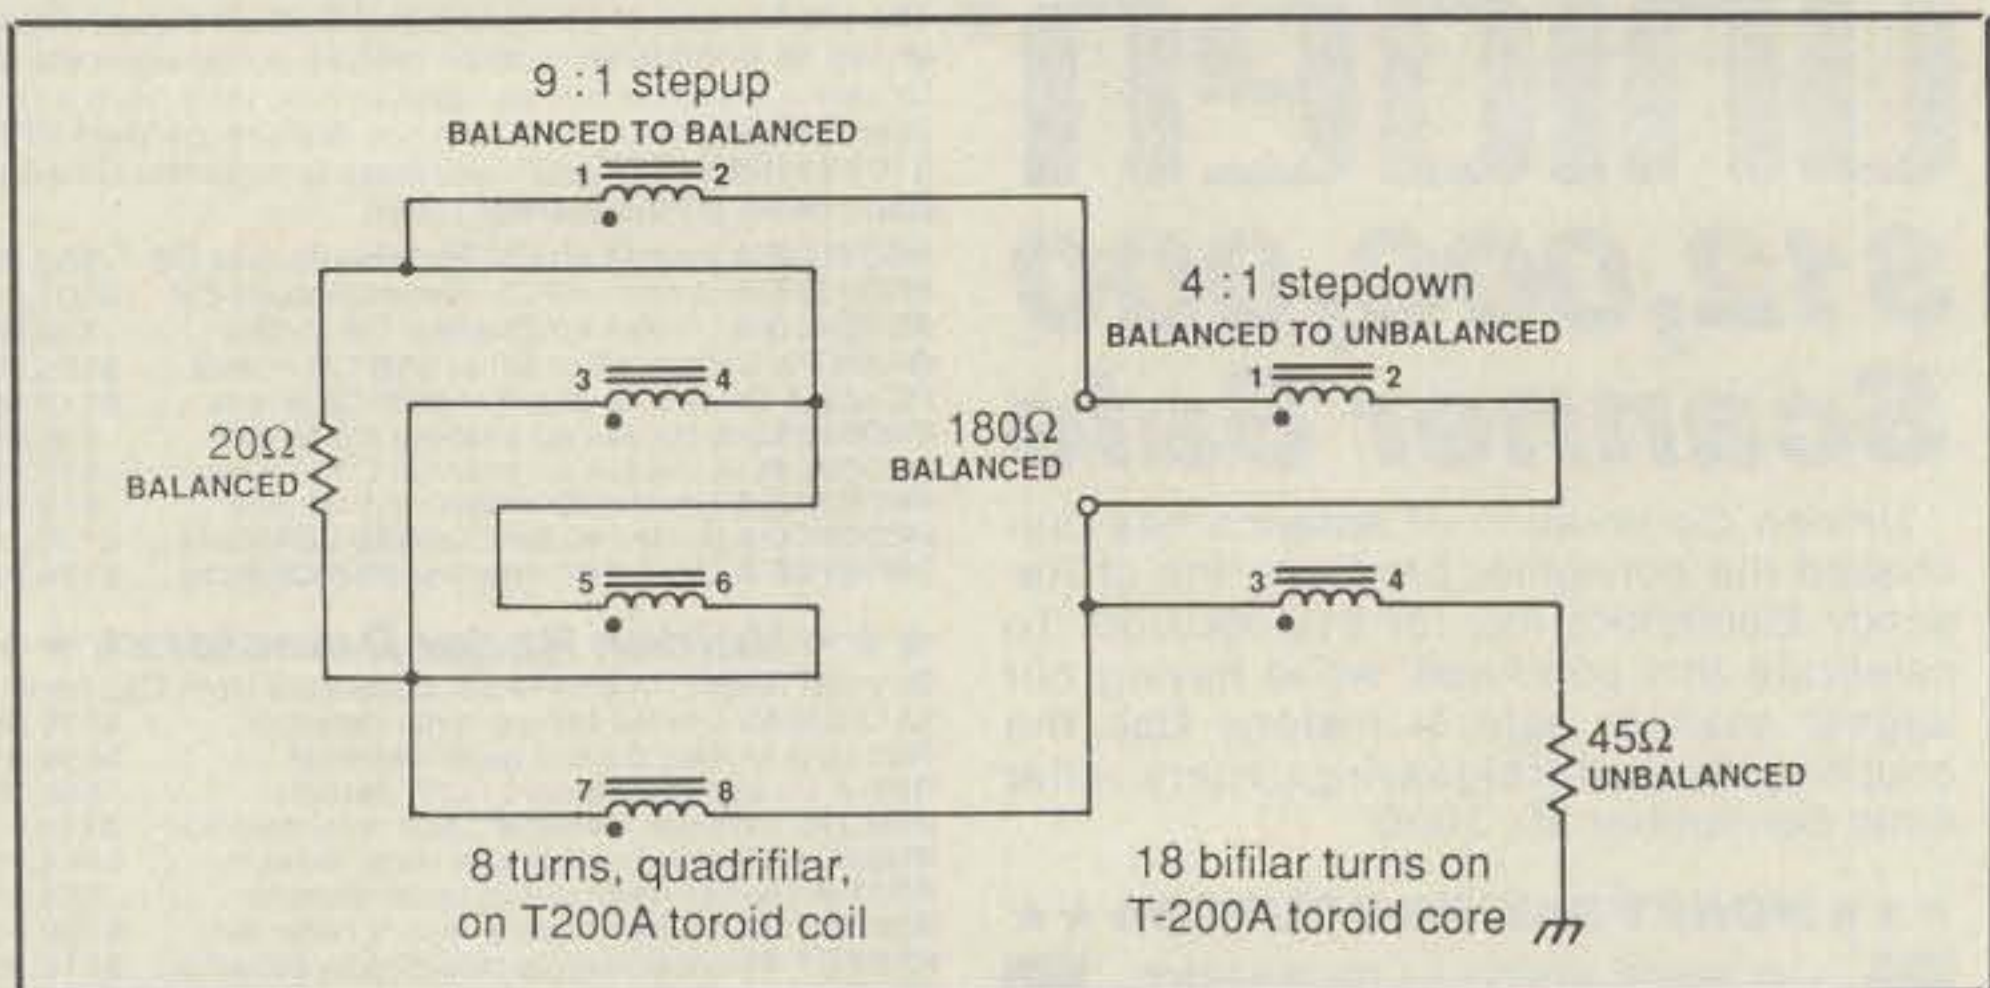 9 : 1 stepup
BALANCED TO BALANCED
1 2
3 4
20Ω
BALANCED
5 6
7 8
8 turns, quadrifilar,
on T200A toroid coil
180Ω
BALANCED
4 : 1 stepdown
BALANCED TO UNBALANCED
1 2
3 4
45Ω
UNBALANCED
18 bifilar turns on
T-200A toroid core